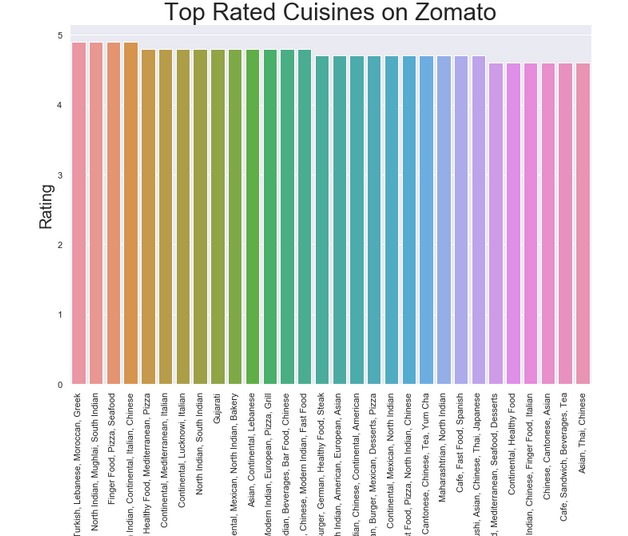 Top Rated Cuisines on Zomato
5
4
3
2
1
0
Rating
Turkish, Lebanese, Moroccan, Greek
North Indian, Mughlai, South Indian
Finger Food, Pizza, Seafood
Indian, Continental, Italian, Chinese
Healthy Food, Mediterranean, Pizza
Continental, Mediterranean, Italian
Continental, Lucknowi, Italian
North Indian, South Indian
Gujarati
ental, Mexican, North Indian, Bakery
Asian, Continental, Lebanese
Modern Indian, European, Pizza, Grill
dian, Beverages, Bar Food, Chinese
, Chinese, Modern Indian, Fast Food
urger, German, Healthy Food, Steak
h Indian, American, European, Asian
dian, Chinese, Continental, American
an, Burger, Mexican, Desserts, Pizza
Continental, Mexican, North Indian
t Food, Pizza, North Indian, Chinese
Cantonese, Chinese, Tea, Yum Cha
Maharashtrian, North Indian
Cafe, Fast Food, Spanish
ushi, Asian, Chinese, Thai, Japanese
d, Mediterranean, Seafood, Desserts
Continental, Healthy Food
Indian, Chinese, Finger Food, Italian
Chinese, Cantonese, Asian
Cafe, Sandwich, Beverages, Tea
Asian, Thai, Chinese